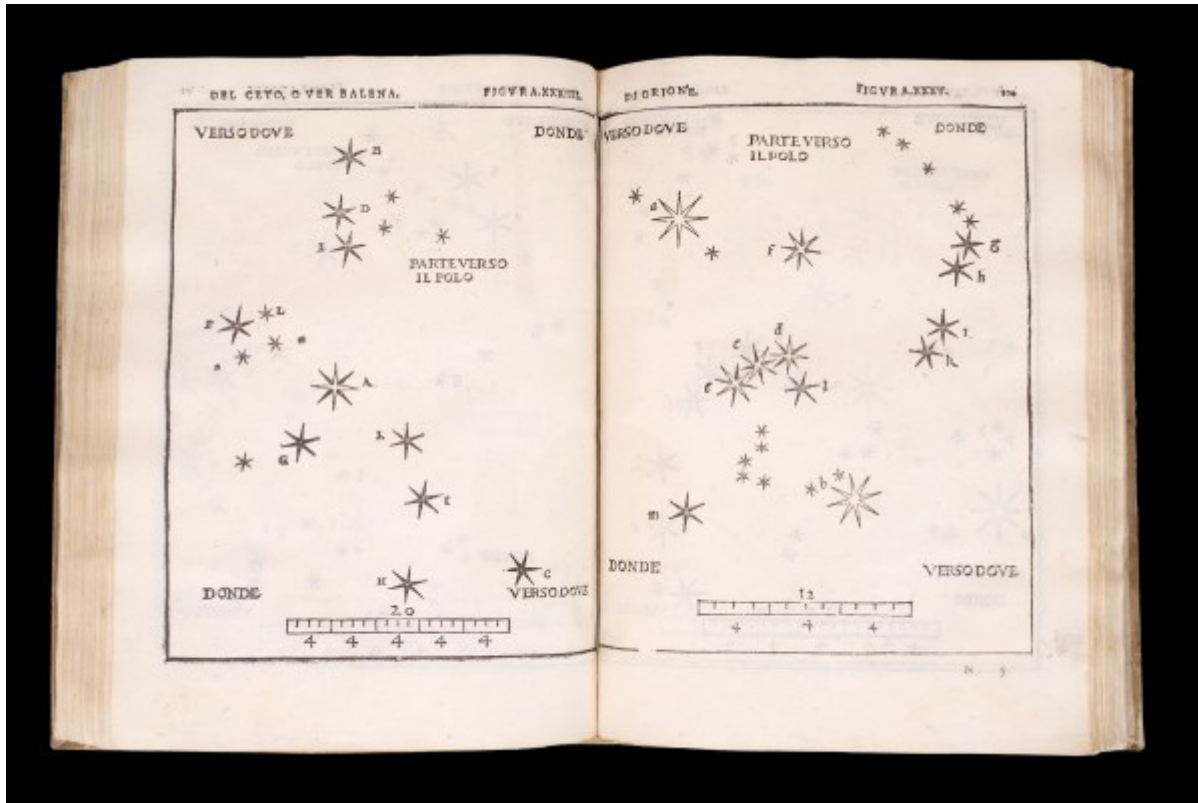 DEL CETO, OVER BALENA.
FIGVRA.XXXIIII.
VERSO DOVE
DONDE
B
D
PARTE VERSO
IL POLO
F
L
A
G
C
H
DONDE
VERSO DOVE
20
4 4 4 4 4
DI ORIONE.
FIGVRA.XXXV.
VERSO DOVE
PARTE VERSO
IL POLO
DONDE
a
f
g
h
d
c
i
k
e
l
b
m
DONDE
VERSO DOVE
12
4 4 4
N